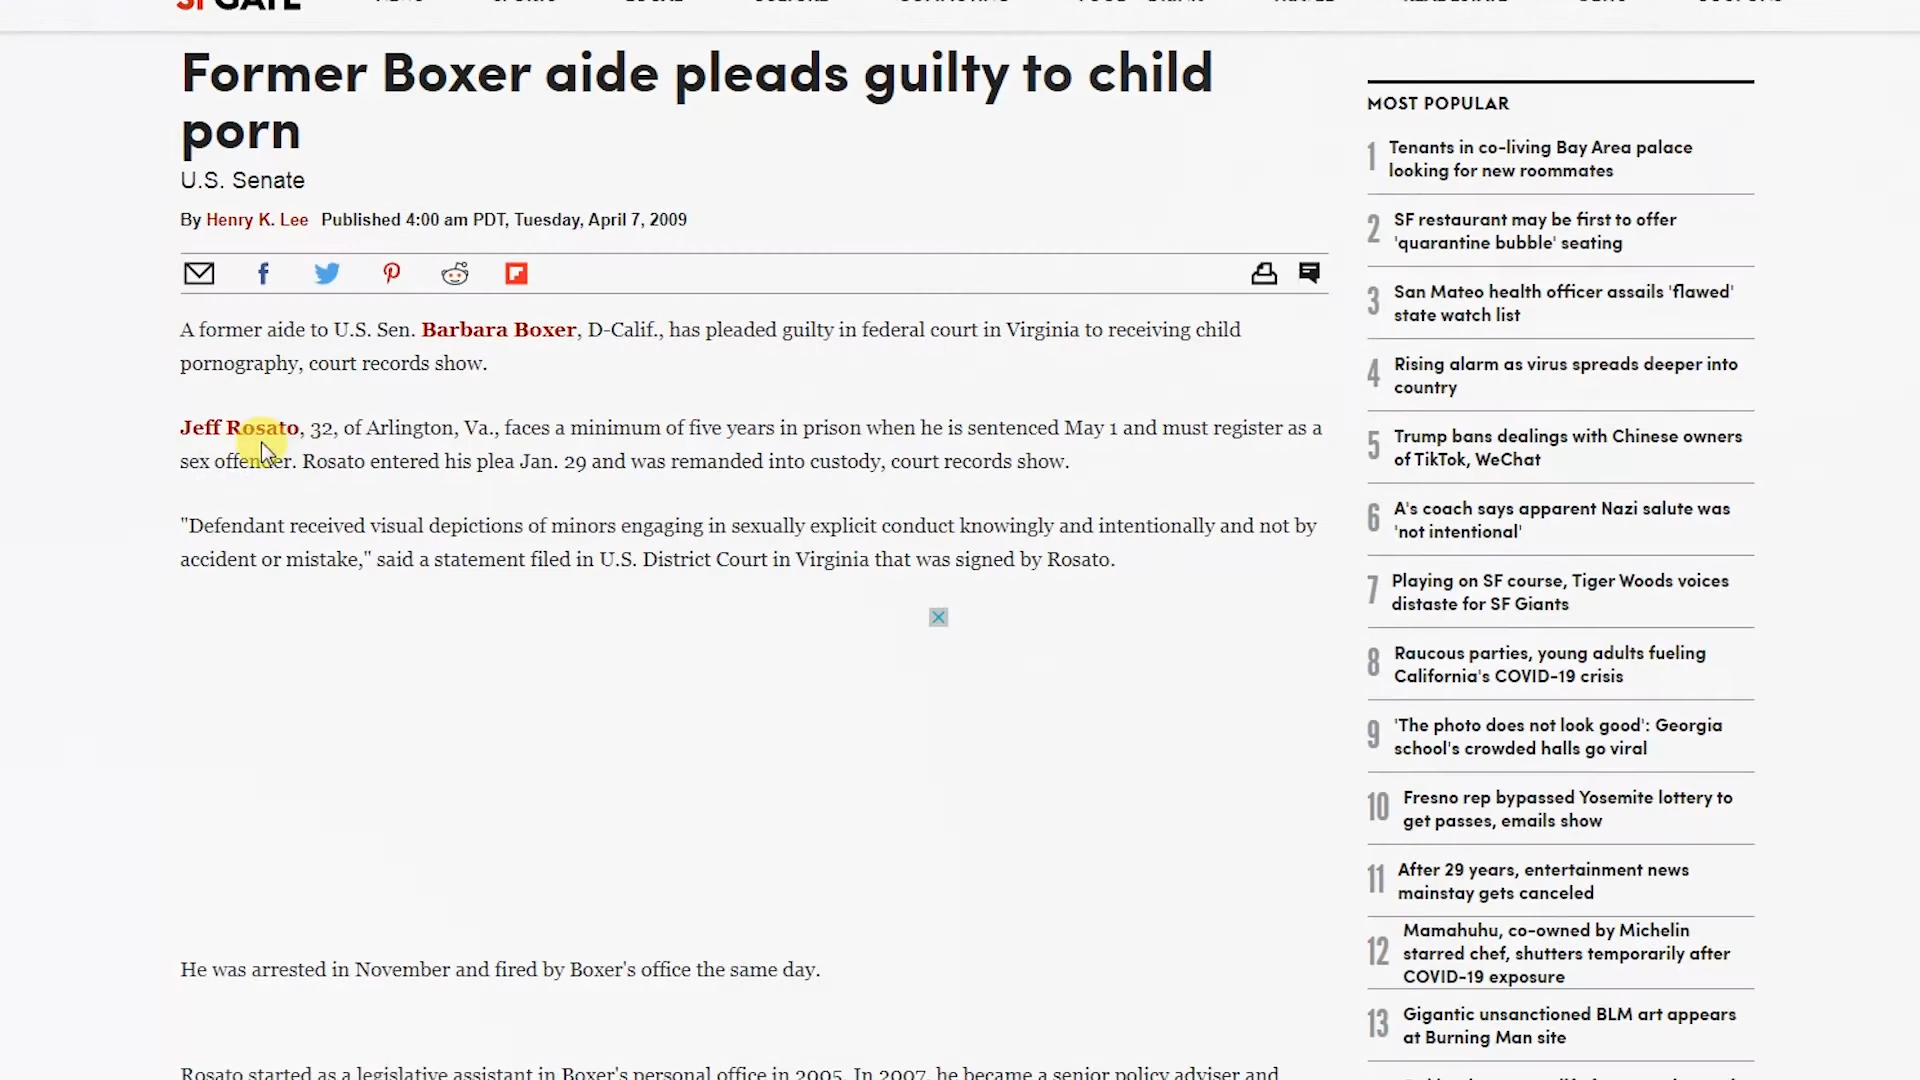 SFGATE
Former Boxer aide pleads guilty to child
porn
U.S. Senate
By Henry K. Lee Published 4:00 am PDT, Tuesday, April 7, 2009
A former aide to U.S. Sen. Barbara Boxer, D-Calif., has pleaded guilty in federal court in Virginia to receiving child
pornography, court records show.
Jeff Rosato, 32, of Arlington, Va., faces a minimum of five years in prison when he is sentenced May 1 and must register as a
sex offender. Rosato entered his plea Jan. 29 and was remanded into custody, court records show.
"Defendant received visual depictions of minors engaging in sexually explicit conduct knowingly and intentionally and not by
accident or mistake," said a statement filed in U.S. District Court in Virginia that was signed by Rosato.
He was arrested in November and fired by Boxer's office the same day.
Rosato started as a legislative assistant in Boxer's personal office in 2005. In 2007, he became a senior policy adviser and
MOST POPULAR
1 Tenants in co-living Bay Area palace
looking for new roommates
2 SF restaurant may be first to offer
'quarantine bubble' seating
3 San Mateo health officer assails 'flawed'
state watch list
4 Rising alarm as virus spreads deeper into
country
5 Trump bans dealings with Chinese owners
of TikTok, WeChat
6 A's coach says apparent Nazi salute was
'not intentional'
7 Playing on SF course, Tiger Woods voices
distaste for SF Giants
8 Raucous parties, young adults fueling
California's COVID-19 crisis
9 'The photo does not look good': Georgia
school's crowded halls go viral
10 Fresno rep bypassed Yosemite lottery to
get passes, emails show
11 After 29 years, entertainment news
mainstay gets canceled
12 Mamahuhu, co-owned by Michelin
starred chef, shutters temporarily after
COVID-19 exposure
13 Gigantic unsanctioned BLM art appears
at Burning Man site